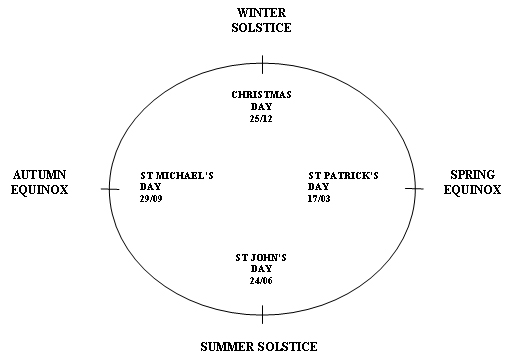 WINTER
SOLSTICE
CHRISTMAS
DAY
25/12
AUTUMN
EQUINOX
ST MICHAEL'S
DAY
29/09
ST PATRICK'S
DAY
17/03
SPRING
EQUINOX
ST JOHN'S
DAY
24/06
SUMMER SOLSTICE